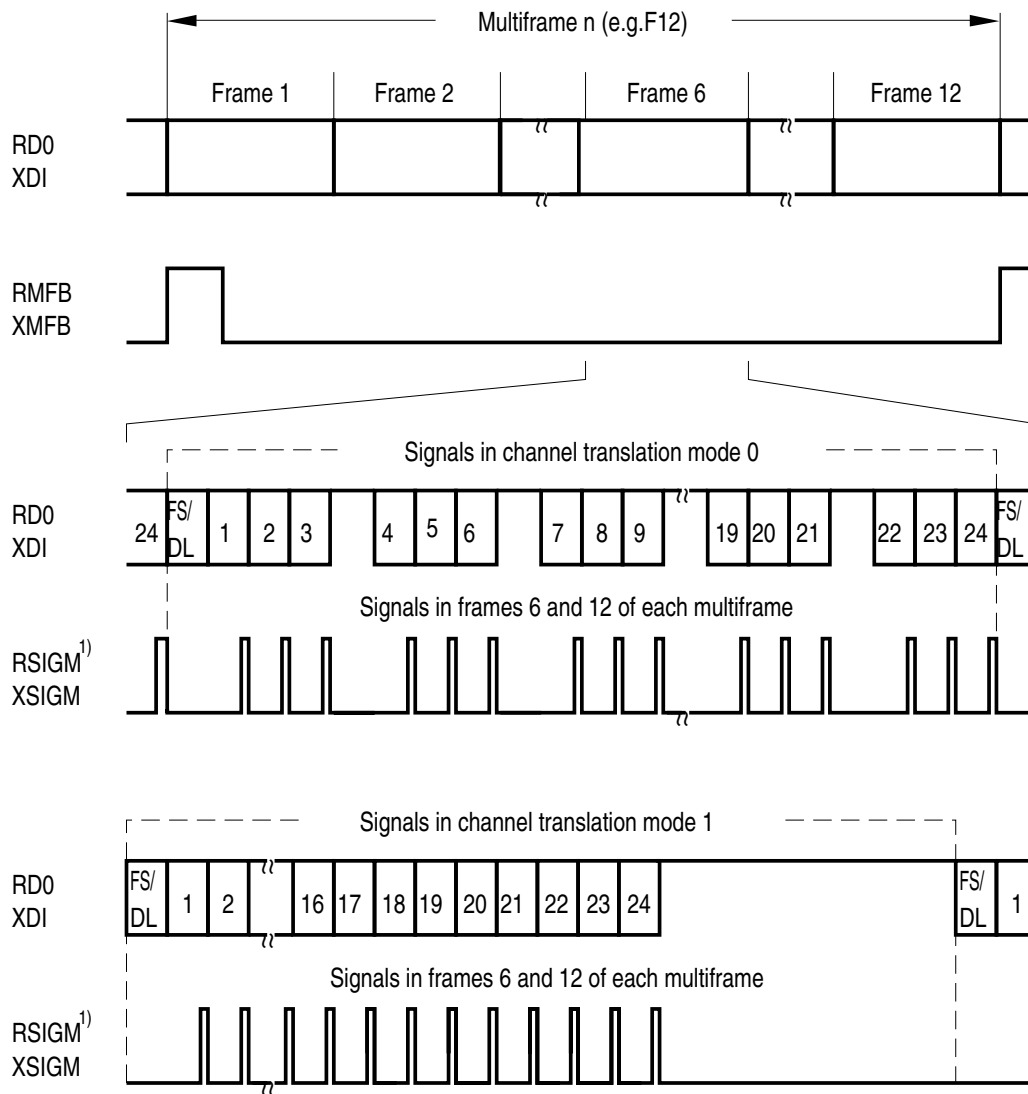 Multiframe n (e.g.F12)
Frame 1 Frame 2 Frame 6 Frame 12
RD0
XDI
RMFB
XMFB
Signals in channel translation mode 0
RD0
XDI
24 FS/DL 1 2 3 4 5 6 7 8 9 19 20 21 22 23 24 FS/DL
Signals in frames 6 and 12 of each multiframe
RSIGM1)
XSIGM
Signals in channel translation mode 1
RD0
XDI
FS/DL 1 2 16 17 18 19 20 21 22 23 24 FS/DL 1
Signals in frames 6 and 12 of each multiframe
RSIGM1)
XSIGM